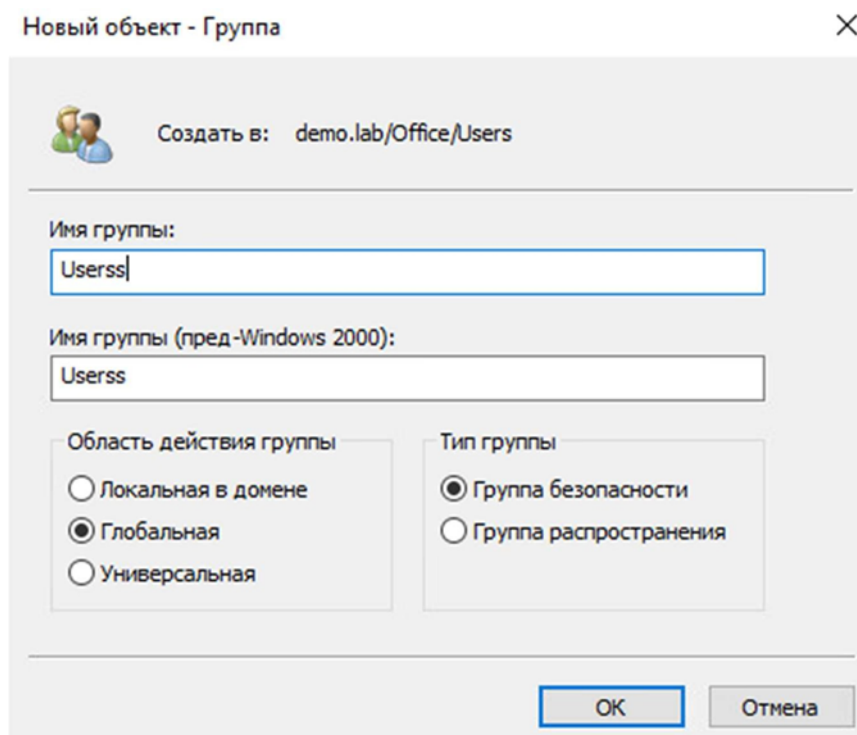 Новый объект - Группа
Создать в: demo.lab/Office/Users
Имя группы:
Userss
Имя группы (пред-Windows 2000):
Userss
Область действия группы
Локальная в домене
Глобальная
Универсальная
Тип группы
Группа безопасности
Группа распространения
ОК
Отмена